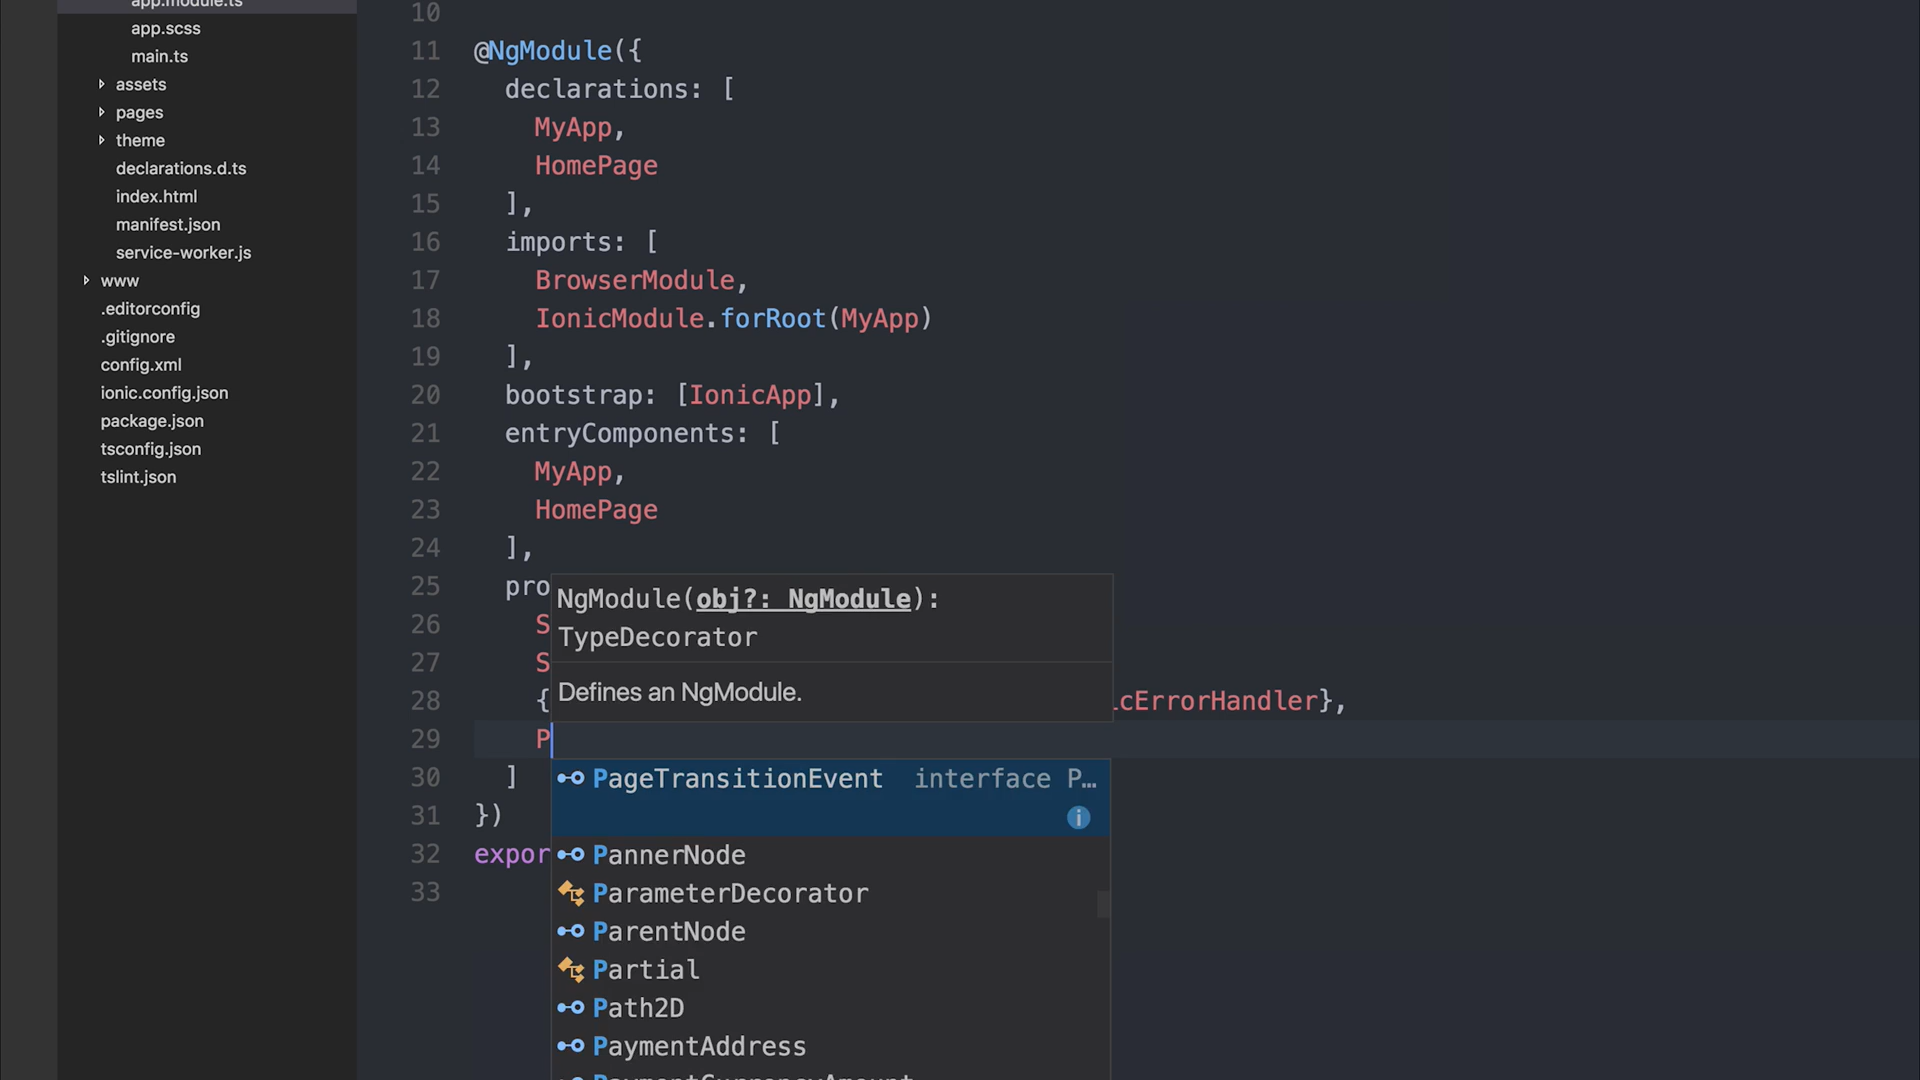 app.module.ts
app.scss
main.ts
assets
pages
theme
declarations.d.ts
index.html
manifest.json
service-worker.js
www
.editorconfig
.gitignore
config.xml
ionic.config.json
package.json
tsconfig.json
tslint.json
10
11 @NgModule({
12 declarations: [
13 MyApp,
14 HomePage
15 ],
16 imports: [
17 BrowserModule,
18 IonicModule.forRoot(MyApp)
19 ],
20 bootstrap: [IonicApp],
21 entryComponents: [
22 MyApp,
23 HomePage
24 ],
25 pro
26 S
27 S
28 { cErrorHandler},
29 P
30 ]
31 })
32 expor
33
NgModule(obj?: NgModule):
TypeDecorator
Defines an NgModule.
PageTransitionEvent interface P…
PannerNode
ParameterDecorator
ParentNode
Partial
Path2D
PaymentAddress
PaymentCurrencyAmount